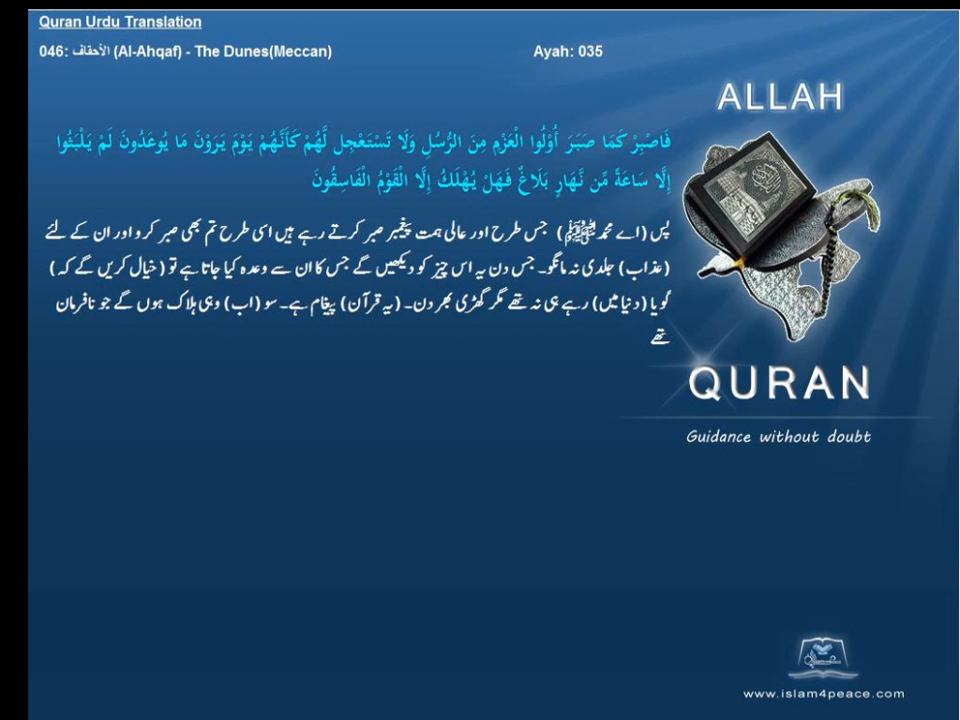 Quran Urdu Translation
046: الأحقاف (Al-Ahqaf) - The Dunes(Meccan) Ayah: 035
ALLAH
فَاصْبِرْ كَمَا صَبَرَ أُوْلُوا الْعَزْمِ مِنَ الرُّسُلِ وَلَا تَسْتَعْجِل لَّهُمْ كَأَنَّهُمْ يَوْمَ يَرَوْنَ مَا يُوعَدُونَ لَمْ يَلْبَثُوا
إِلَّا سَاعَةً مِّن نَّهَارٍ بَلَاغٌ فَهَلْ يُهْلَكُ إِلَّا الْقَوْمُ الْفَاسِقُونَ
پس (اے محمدﷺ) جس طرح اور عالی ہمت پیغمبر صبر کرتے رہے ہیں اسی طرح تم بھی صبر کرو اور ان کے لئے
(عذاب) جلدی نہ مانگو۔ جس دن یہ اس چیز کو دیکھیں گے جس کا ان سے وعدہ کیا جاتا ہے تو (خیال کریں گے کہ)
گویا (دنیا میں) رہے ہی نہ تھے مگر گھڑی بھر دن۔ (یہ قرآن) پیغام ہے۔ سو (اب) وہی ہلاک ہوں گے جو نافرمان
تھے
QURAN
Guidance without doubt
www.islam4peace.com